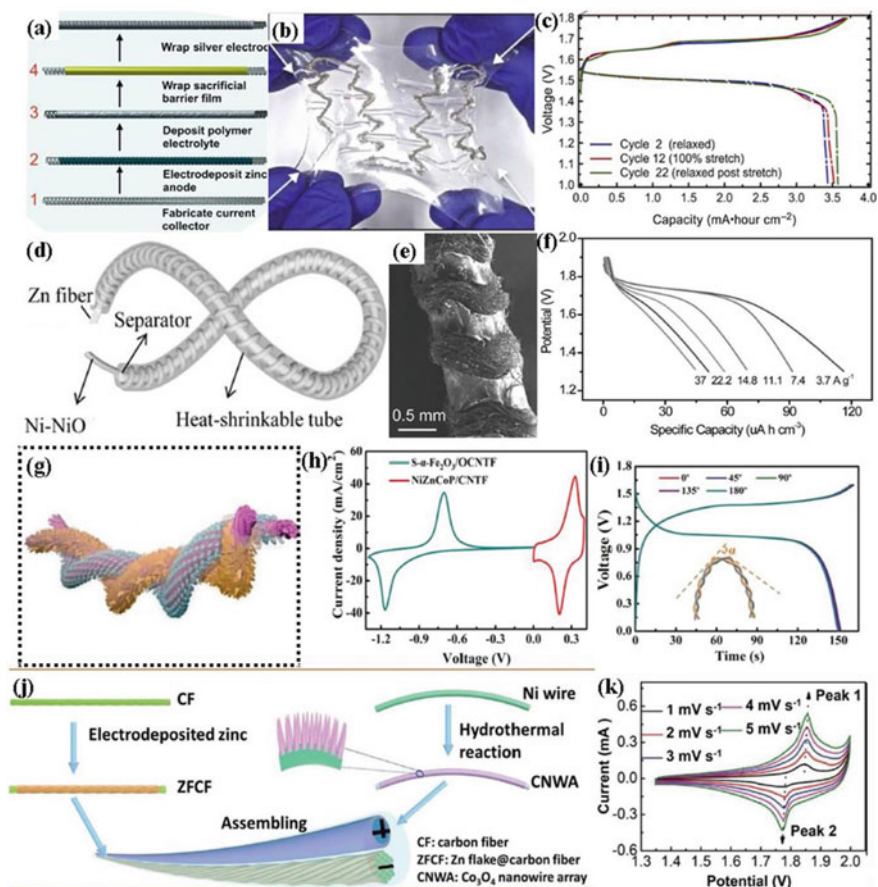 (a)
Wrap silver electrod
4
Wrap sacrificial
barrier film
3
Deposit polymer
electrolyte
2
Electrodeposit zinc
anode
1
Fabricate current
collector
(b)
(c)
Voltage (V)
1.8
1.7
1.6
1.5
1.4
1.3
1.2
1.1
1.0
Cycle 2 (relaxed)
Cycle 12 (100% stretch)
Cycle 22 (relaxed post stretch)
0 0.5 1.0 1.5 2.0 2.5 3.0 3.5 4.0
Capacity (mA•hour cm⁻²)
(d)
Zn fiber
Separator
Ni-NiO
Heat-shrinkable tube
(e)
0.5 mm
(f)
Potential (V)
2.0
1.8
1.6
1.4
1.2
37 22.2 14.8 11.1 7.4 3.7 A g⁻¹
0 30 60 90 120
Specific Capacity (uA h cm⁻³)
(g)
(h)
Current density (mA/cm²)
60
40
20
0
-20
-40
S-α-Fe₂O₃/OCNTF
NiZnCoP/CNTF
-1.2 -0.9 -0.6 0.0 0.3
Voltage (V)
(i)
Voltage (V)
1.8
1.5
1.2
0.9
0.6
0.3
0.0
0° 45° 90°
135° 180°
0 30 60 90 120 150
Time (s)
(j)
CF
Electrodeposited zinc
ZFCF
Ni wire
Hydrothermal
reaction
CNWA
Assembling
+
−
CF: carbon fiber
ZFCF: Zn flake@carbon fiber
CNWA: Co₃O₄ nanowire array
(k)
Current (mA)
0.6
0.3
0.0
-0.3
-0.6
1 mV s⁻¹ 4 mV s⁻¹
2 mV s⁻¹ 5 mV s⁻¹
3 mV s⁻¹
Peak 1
Peak 2
1.3 1.4 1.5 1.6 1.7 1.8 1.9 2.0
Potential (V)